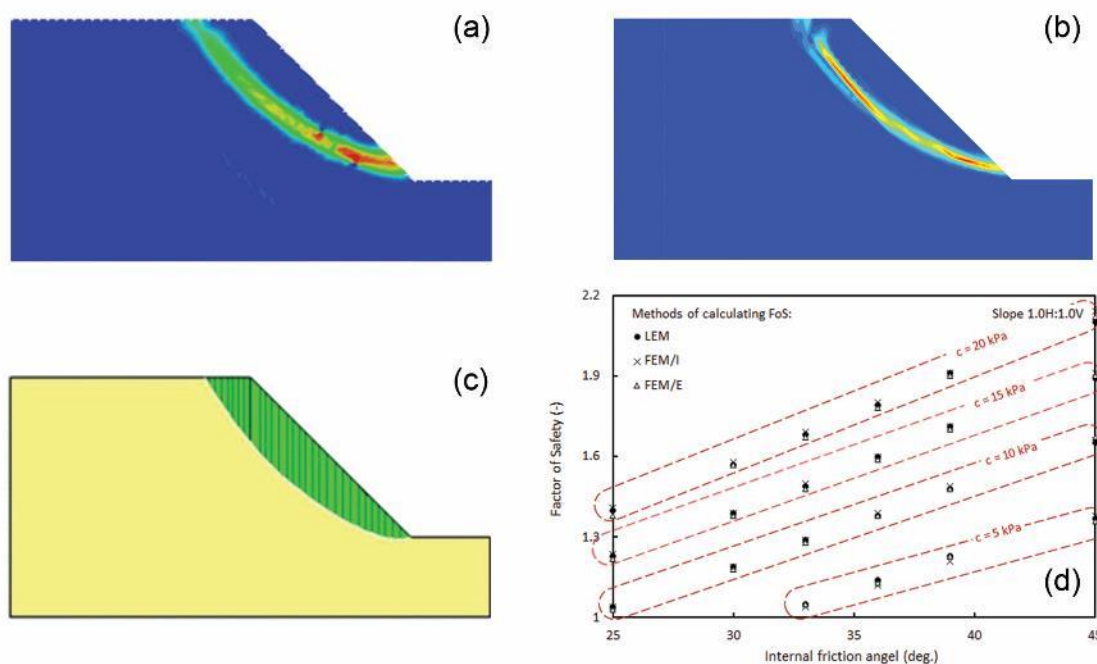 (a)
(b)
(c)
Methods of calculating FoS:
Slope 1.0H:1.0V
LEM
FEM/I
FEM/E
c = 20 kPa
c = 15 kPa
c = 10 kPa
c = 5 kPa
(d)
Factor of Safety (-)
2.2
1.9
1.6
1.3
1
25
30
35
40
45
Internal friction angel (deg.)